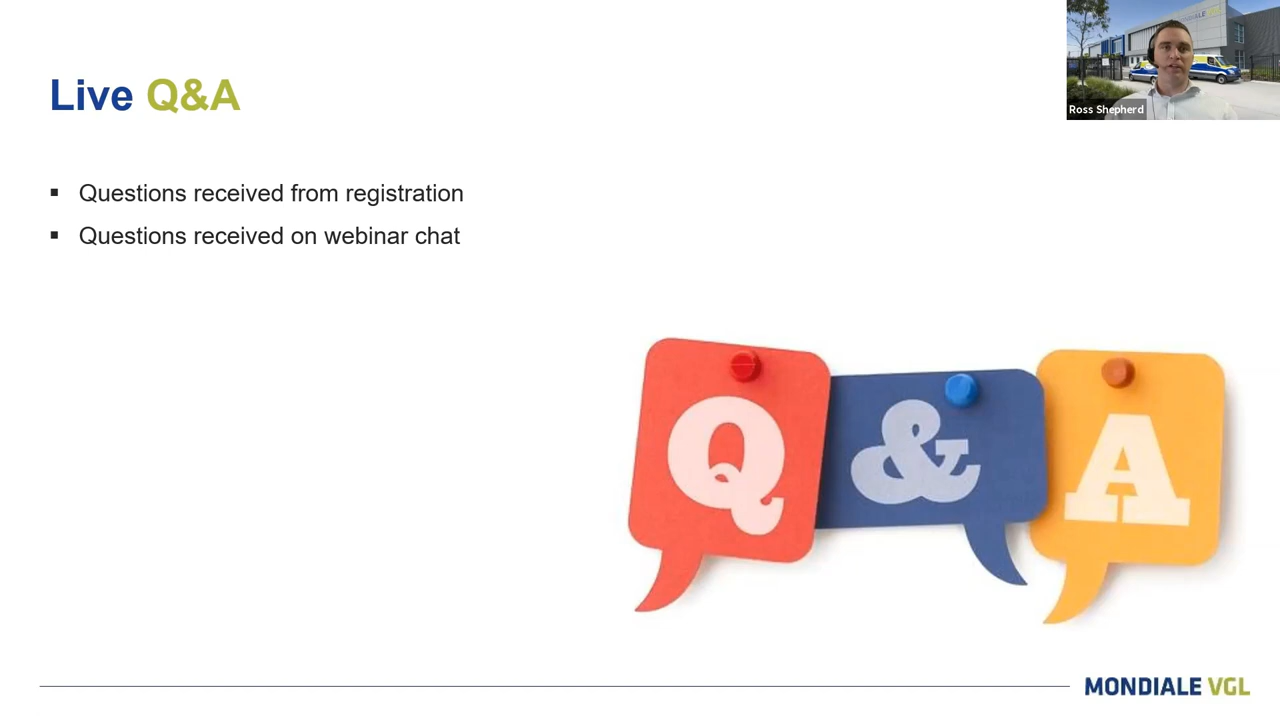 Ross Shepherd
Live Q&A
Questions received from registration
Questions received on webinar chat
Q & A
MONDIALE VGL